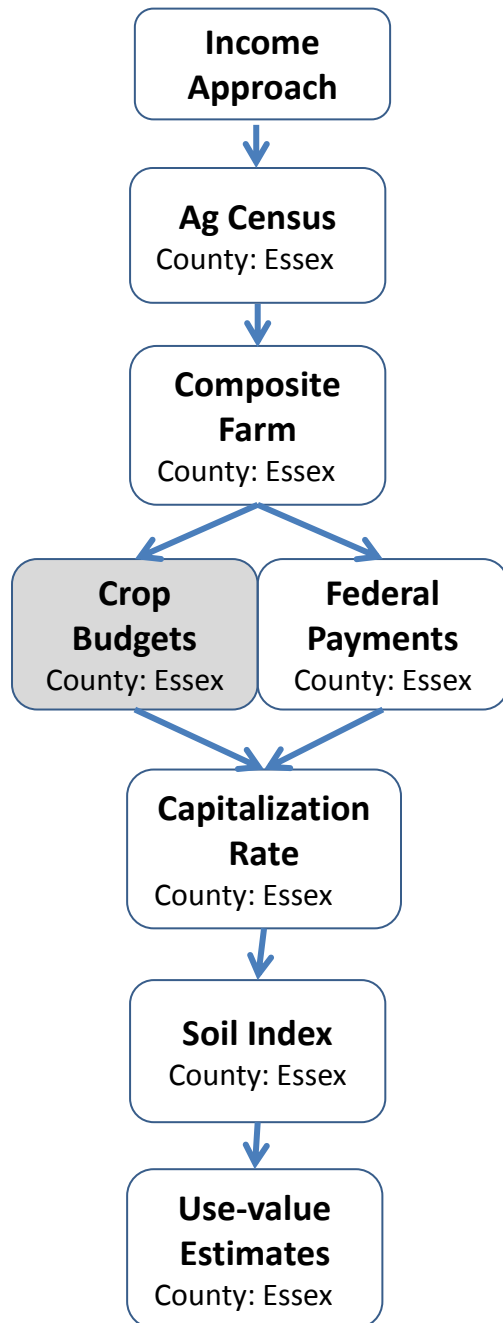 Income
Approach
Ag Census
County: Essex
Composite
Farm
County: Essex
Crop
Budgets
County: Essex
Federal
Payments
County: Essex
Capitalization
Rate
County: Essex
Soil Index
County: Essex
Use-value
Estimates
County: Essex